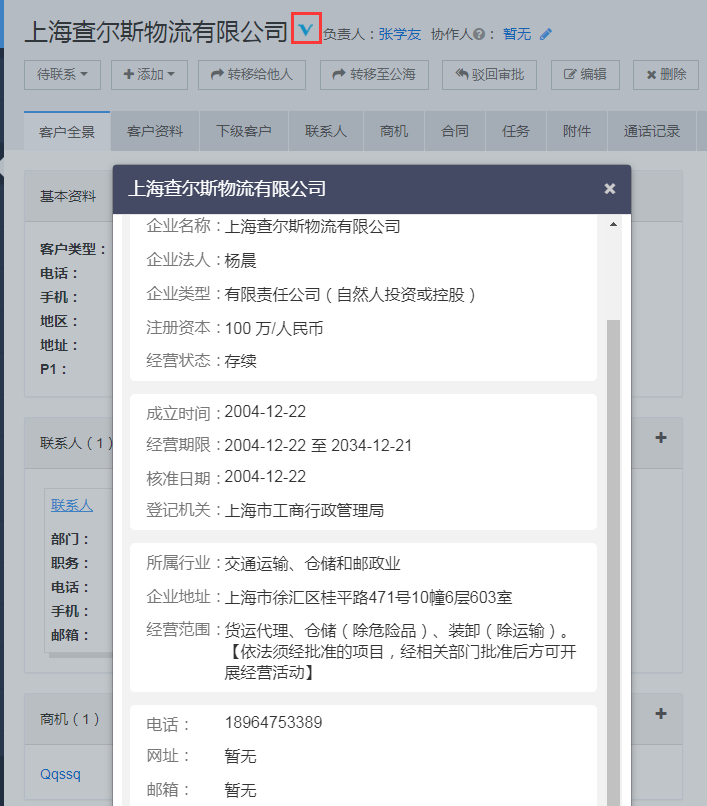 上海查尔斯物流有限公司 负责人：张学友 协作人?： 暂无
待联系 添加 转移给他人 转移至公海 驳回审批 编辑 删除
客户全景 客户资料 下级客户 联系人 商机 合同 任务 附件 通话记录
基本资料
客户类型：
电话：
手机：
地区：
地址：
P1：
联系人（1）
联系人
部门：
职务：
电话：
手机：
邮箱：
商机（1）
Qqssq
上海查尔斯物流有限公司
企业名称：上海查尔斯物流有限公司
企业法人：杨晨
企业类型：有限责任公司（自然人投资或控股）
注册资本：100 万/人民币
经营状态：存续
成立时间：2004-12-22
经营期限：2004-12-22 至 2034-12-21
核准日期：2004-12-22
登记机关：上海市工商行政管理局
所属行业：交通运输、仓储和邮政业
企业地址：上海市徐汇区桂平路471号10幢6层603室
经营范围：货运代理、仓储（除危险品）、装卸（除运输）。
【依法须经批准的项目，经相关部门批准后方可开
展经营活动】
电话： 18964753389
网址： 暂无
邮箱： 暂无